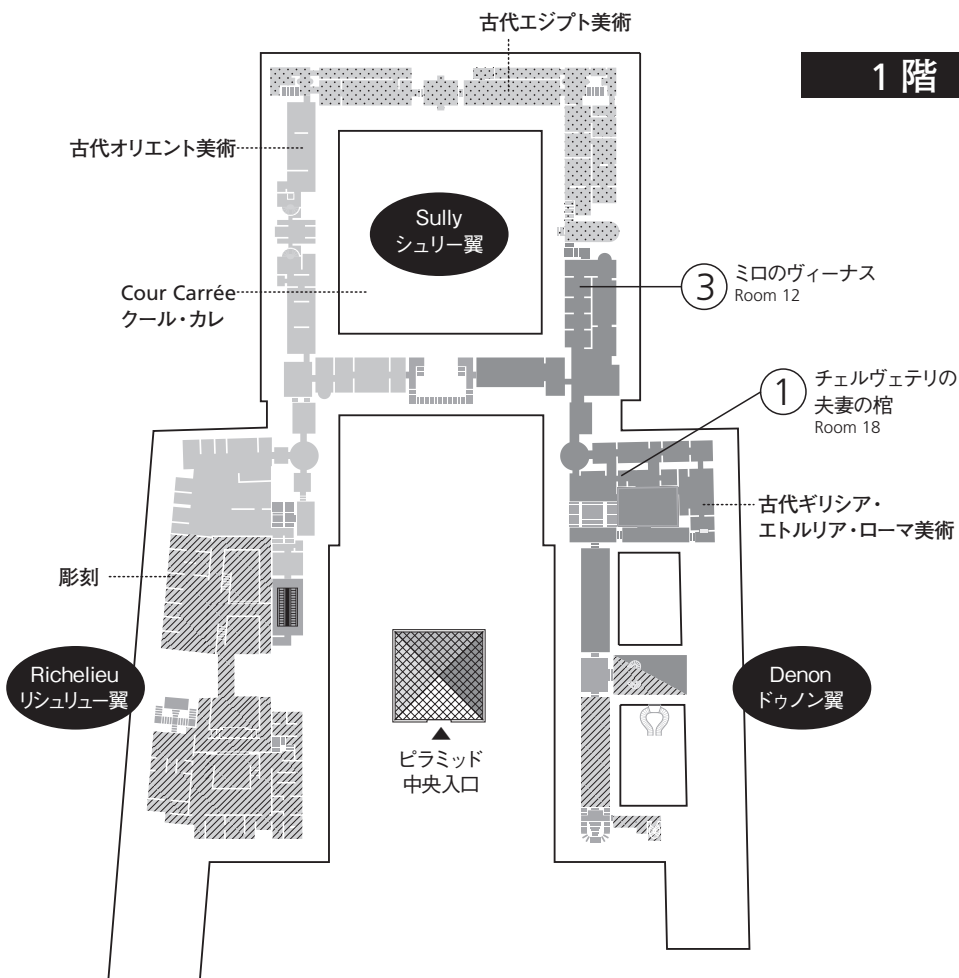 古代エジプト美術
1階
古代オリエント美術
Sully
シュリー翼
Cour Carrée
クール・カレ
3
ミロのヴィーナス
Room 12
1
チェルヴェテリの
夫妻の棺
Room 18
古代ギリシア・
エトルリア・ローマ美術
彫刻
Richelieu
リシュリュー翼
Denon
ドゥノン翼
ピラミッド
中央入口